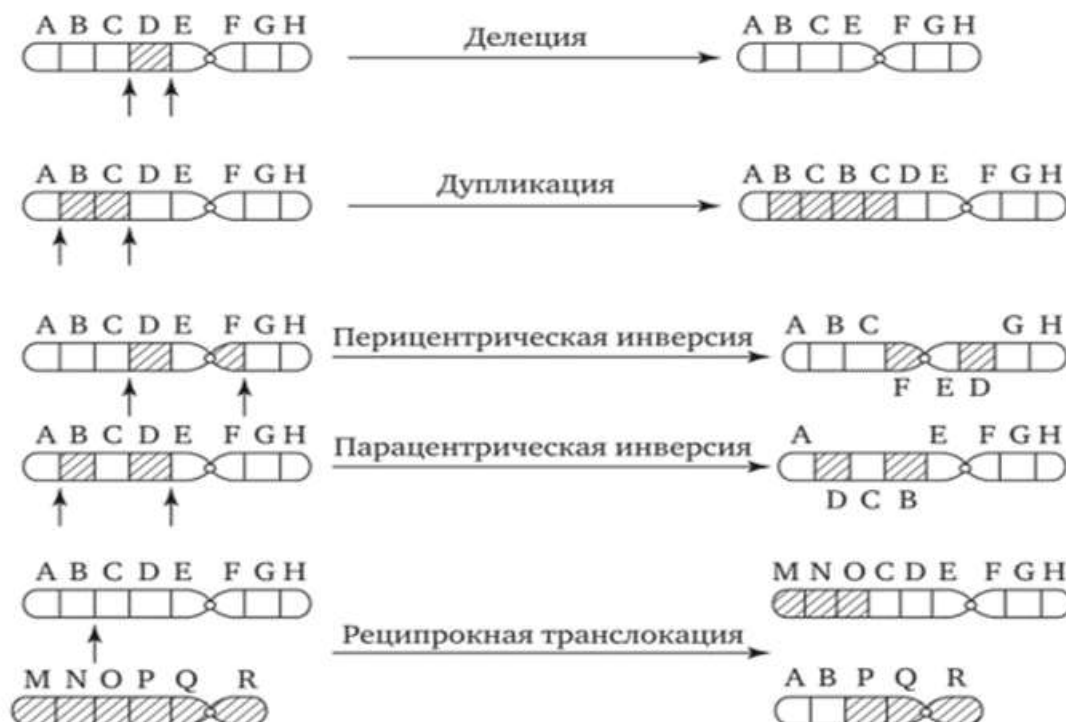 A B C D E F G H
Делеция
A B C E F G H
A B C D E F G H
Дупликация
A B C B C D E F G H
A B C D E F G H
Перицентрическая инверсия
A B C G H
F E D
A B C D E F G H
Парацентрическая инверсия
A E F G H
D C B
A B C D E F G H
M N O C D E F G H
Реципрокная транслокация
M N O P Q R
A B P Q R